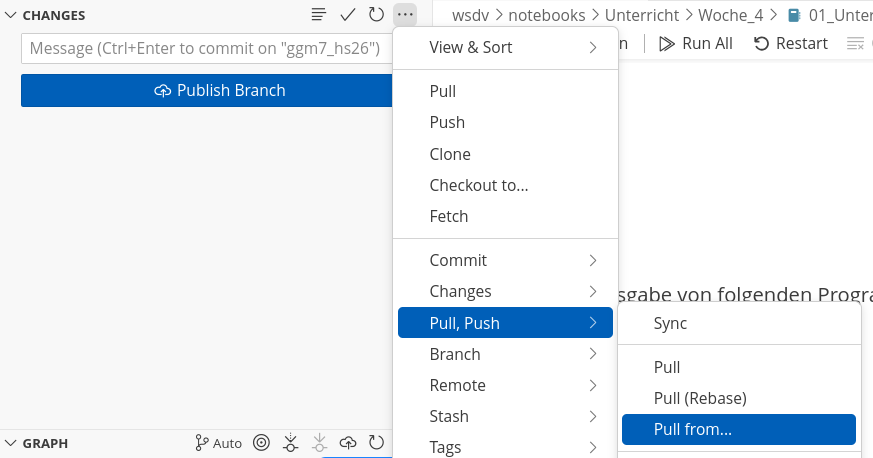 CHANGES
wsdv > notebooks > Unterricht > Woche_4 > 01_Unter
Message (Ctrl+Enter to commit on "ggm7_hs26")
View & Sort
n
Run All
Restart
Publish Branch
Pull
Push
Clone
Checkout to...
Fetch
Commit
Changes
sgabe von folgenden Progra
Pull, Push
Sync
Branch
Pull
Remote
Pull (Rebase)
Stash
Pull from...
GRAPH
Auto
Tags